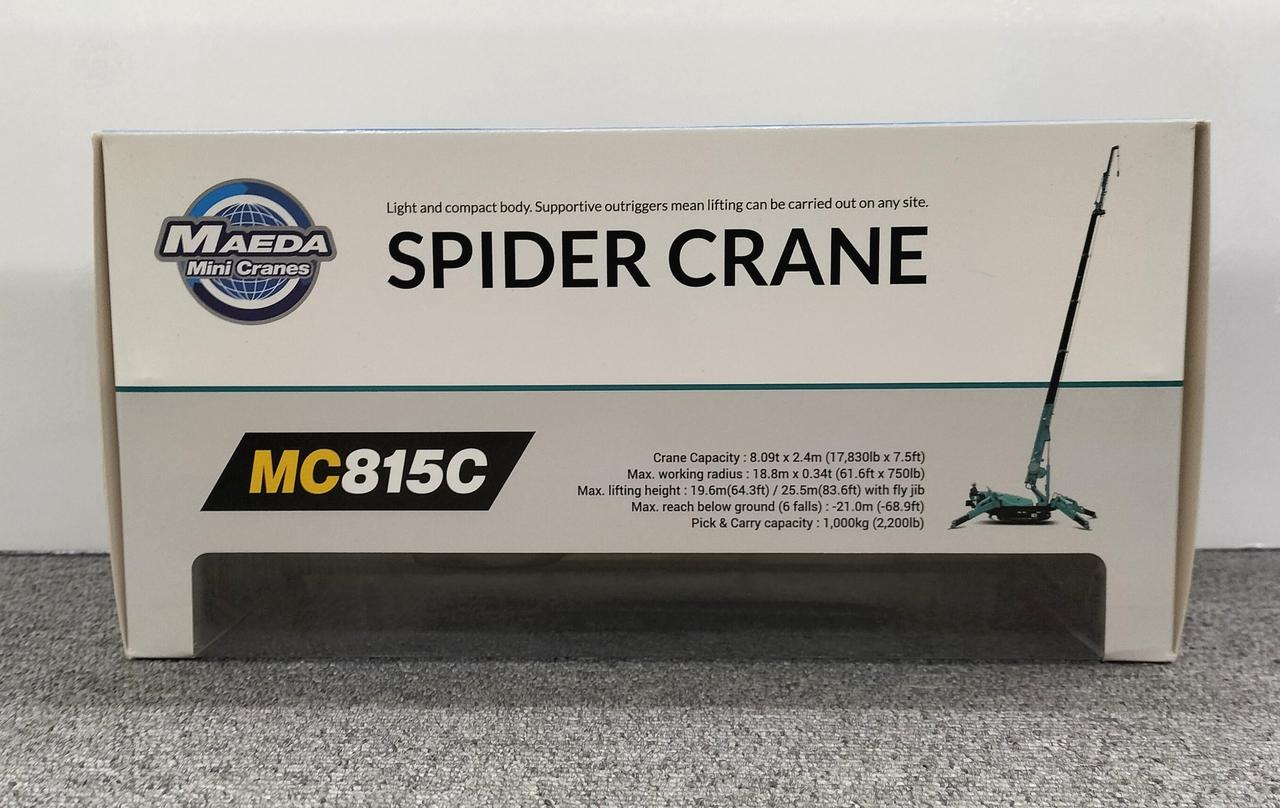 MAEDA
Mini Cranes
Light and compact body. Supportive outriggers mean lifting can be carried out on any site.
SPIDER CRANE
MC815C
Crane Capacity : 8.09t x 2.4m (17,830lb x 7.5ft)
Max. working radius : 18.8m x 0.34t (61.6ft x 750lb)
Max. lifting height : 19.6m(64.3ft) / 25.5m(83.6ft) with fly jib
Max. reach below ground (6 falls) : -21.0m (-68.9ft)
Pick & Carry capacity : 1,000kg (2,200lb)